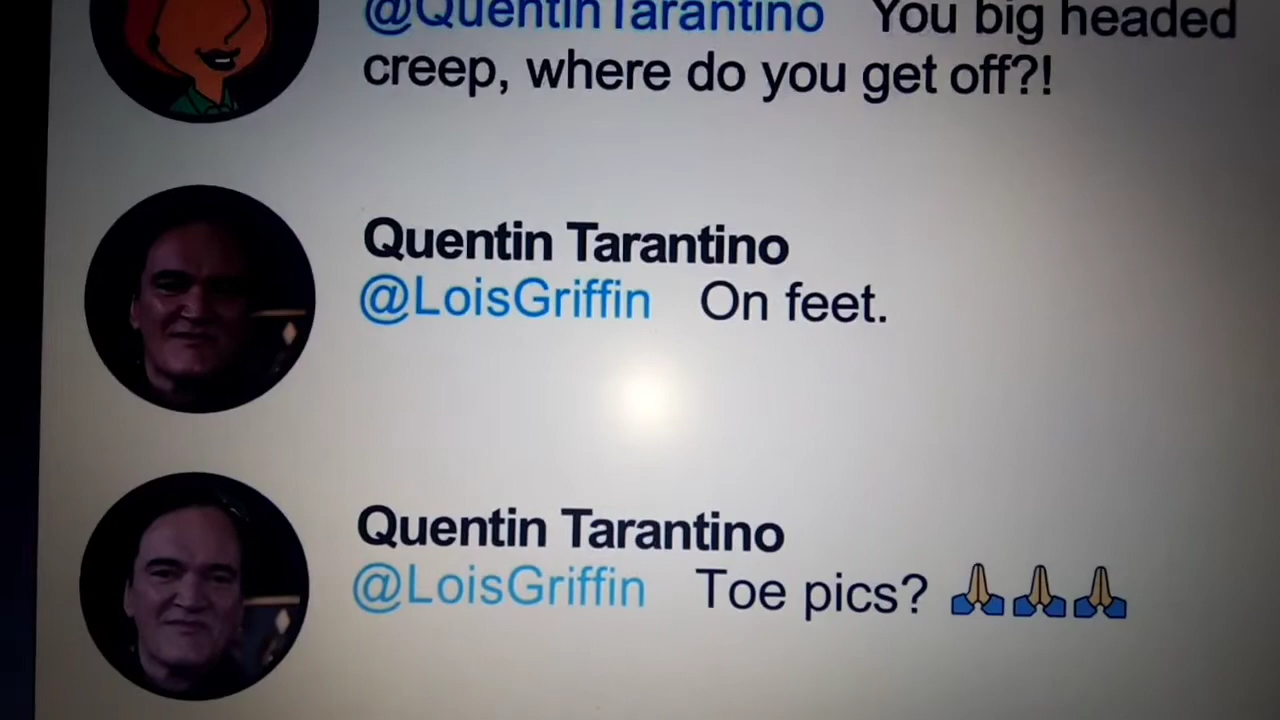 @QuentinTarantino You big headed
creep, where do you get off?!
Quentin Tarantino
@LoisGriffin On feet.
Quentin Tarantino
@LoisGriffin Toe pics? 🙏🙏🙏